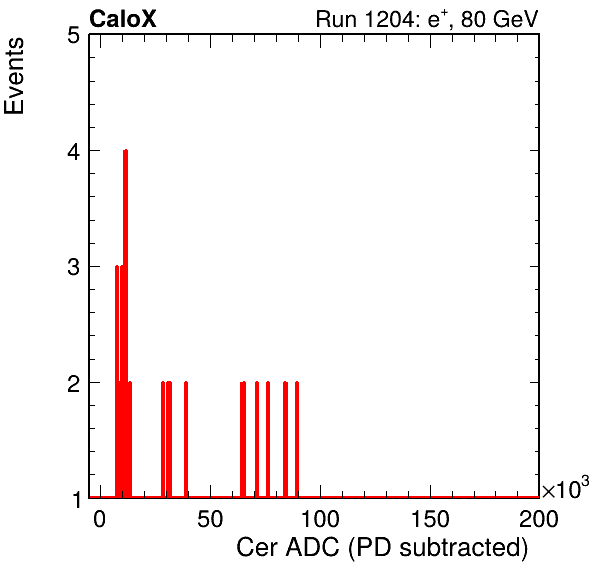 CaloX Run 1204: e⁺, 80 GeV
Events
5
4
3
2
1
×10³
0 50 100 150 200
Cer ADC (PD subtracted)